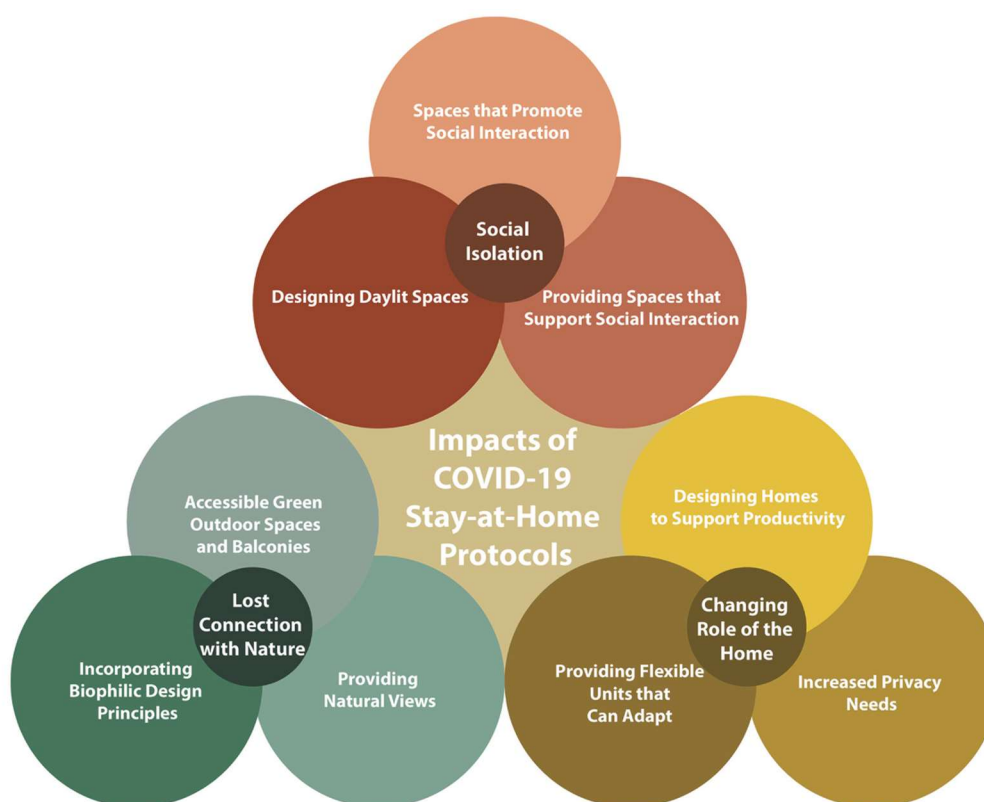 Spaces that Promote
Social Interaction
Social
Isolation
Designing Daylit Spaces
Providing Spaces that
Support Social Interaction
Impacts of
COVID-19
Stay-at-Home
Protocols
Accessible Green
Outdoor Spaces
and Balconies
Lost
Connection
with Nature
Incorporating
Biophilic Design
Principles
Providing
Natural Views
Designing Homes
to Support Productivity
Changing
Role of the
Home
Providing Flexible
Units that
Can Adapt
Increased Privacy
Needs